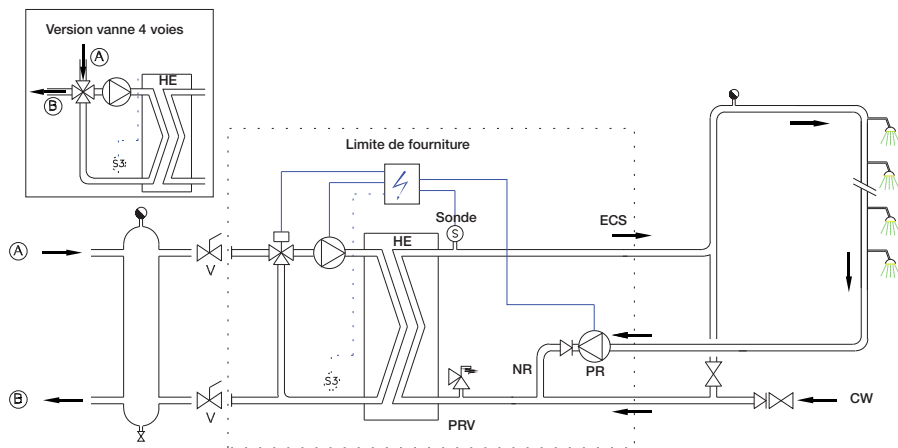 Version vanne 4 voies
A
HE
B
S3
Limite de fourniture
Sonde
S
ECS
HE
A
V
S3
NR
PR
B
V
PRV
CW